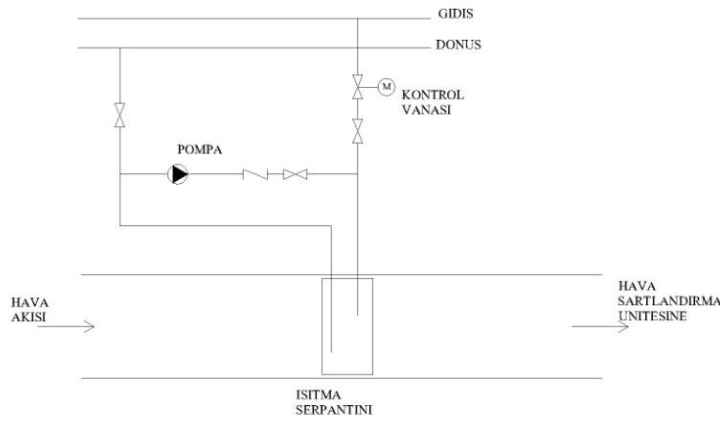 GIDIS
DONUS
M
KONTROL
VANASI
POMPA
HAVA
AKISI
HAVA
SARTLANDIRMA
UNITESINE
ISITMA
SERPANTINI